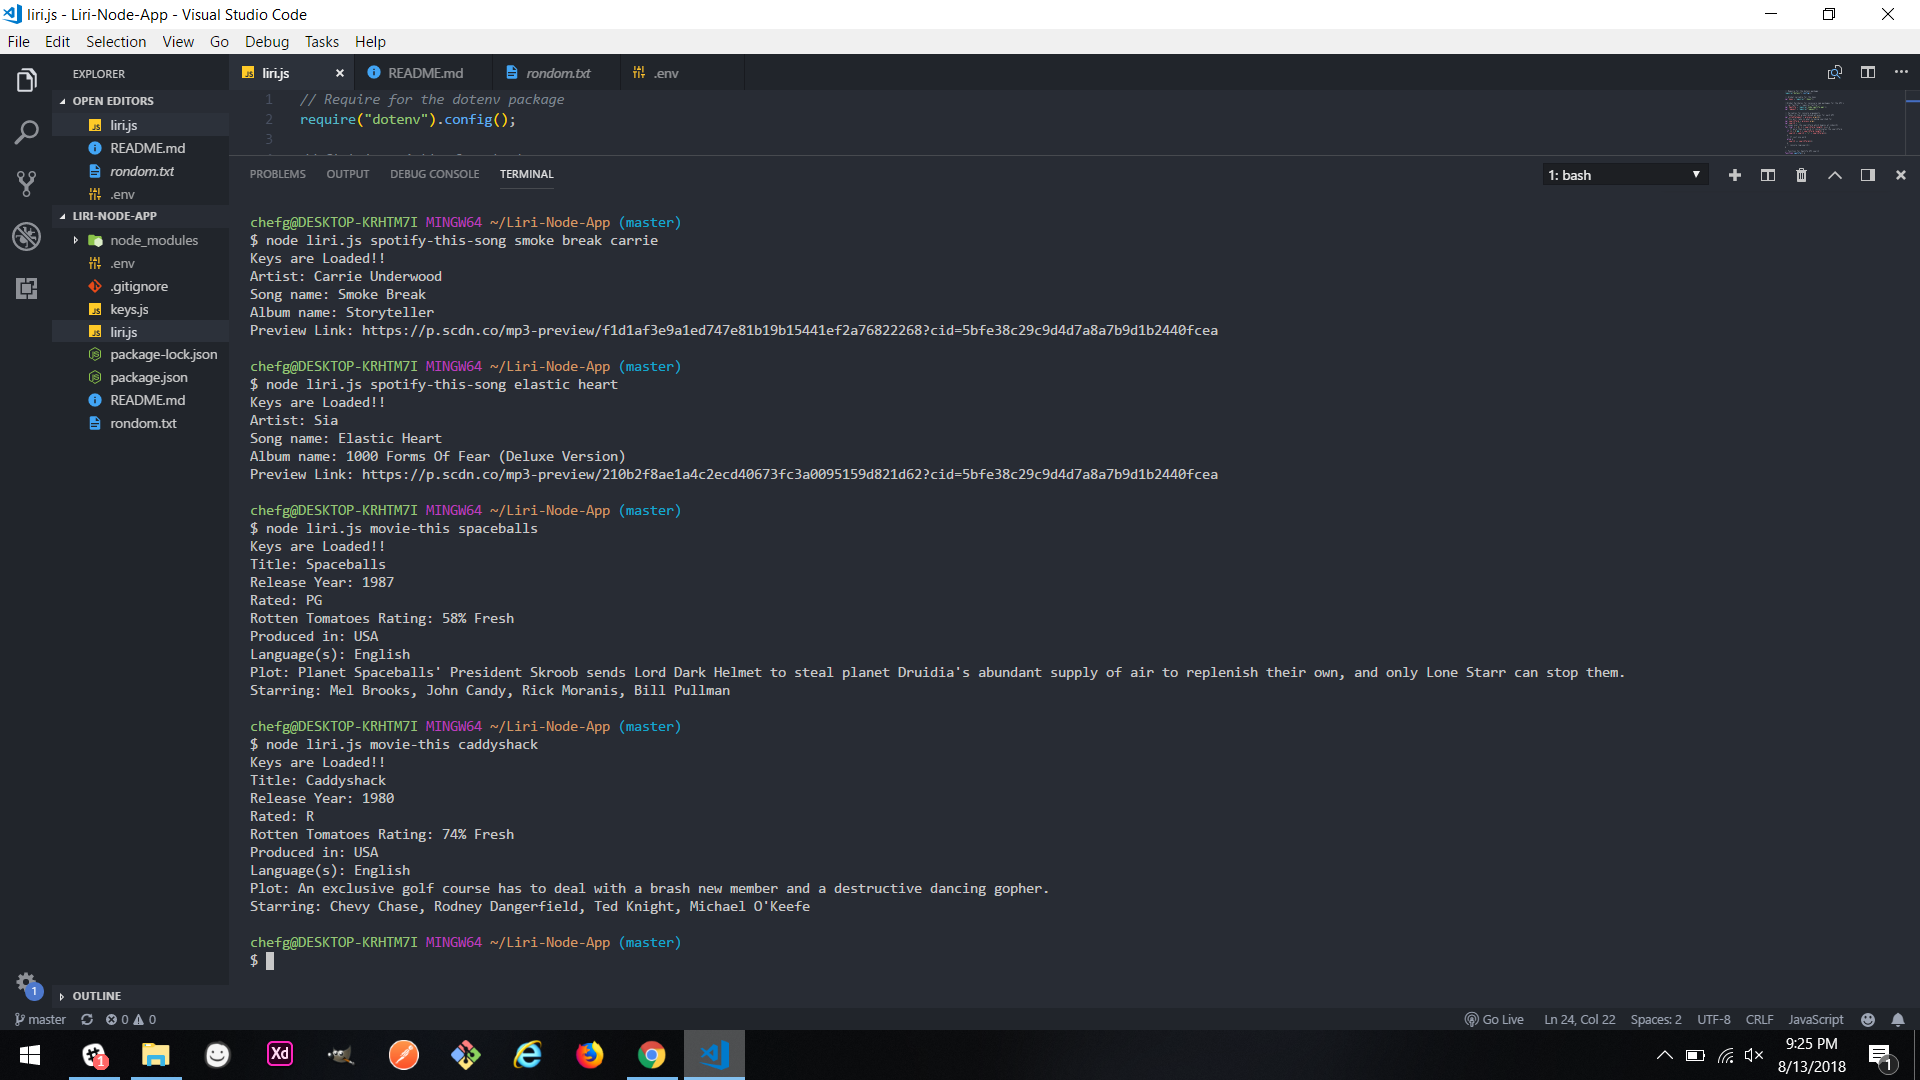 liri.js - Liri-Node-App - Visual Studio Code
File Edit Selection View Go Debug Tasks Help
EXPLORER
OPEN EDITORS
liri.js
README.md
rondom.txt
.env
LIRI-NODE-APP
node_modules
.env
.gitignore
keys.js
liri.js
package-lock.json
package.json
README.md
rondom.txt
OUTLINE
liri.js × README.md rondom.txt .env
1 // Require for the dotenv package
2 require("dotenv").config();
3
PROBLEMS OUTPUT DEBUG CONSOLE TERMINAL 1: bash
chefg@DESKTOP-KRHTM7I MINGW64 ~/Liri-Node-App (master)
$ node liri.js spotify-this-song smoke break carrie
Keys are Loaded!!
Artist: Carrie Underwood
Song name: Smoke Break
Album name: Storyteller
Preview Link: https://p.scdn.co/mp3-preview/f1d1af3e9a1ed747e81b19b15441ef2a76822268?cid=5bfe38c29c9d4d7a8a7b9d1b2440fcea
chefg@DESKTOP-KRHTM7I MINGW64 ~/Liri-Node-App (master)
$ node liri.js spotify-this-song elastic heart
Keys are Loaded!!
Artist: Sia
Song name: Elastic Heart
Album name: 1000 Forms Of Fear (Deluxe Version)
Preview Link: https://p.scdn.co/mp3-preview/210b2f8ae1a4c2ecd40673fc3a0095159d821d62?cid=5bfe38c29c9d4d7a8a7b9d1b2440fcea
chefg@DESKTOP-KRHTM7I MINGW64 ~/Liri-Node-App (master)
$ node liri.js movie-this spaceballs
Keys are Loaded!!
Title: Spaceballs
Release Year: 1987
Rated: PG
Rotten Tomatoes Rating: 58% Fresh
Produced in: USA
Language(s): English
Plot: Planet Spaceballs' President Skroob sends Lord Dark Helmet to steal planet Druidia's abundant supply of air to replenish their own, and only Lone Starr can stop them.
Starring: Mel Brooks, John Candy, Rick Moranis, Bill Pullman
chefg@DESKTOP-KRHTM7I MINGW64 ~/Liri-Node-App (master)
$ node liri.js movie-this caddyshack
Keys are Loaded!!
Title: Caddyshack
Release Year: 1980
Rated: R
Rotten Tomatoes Rating: 74% Fresh
Produced in: USA
Language(s): English
Plot: An exclusive golf course has to deal with a brash new member and a destructive dancing gopher.
Starring: Chevy Chase, Rodney Dangerfield, Ted Knight, Michael O'Keefe
chefg@DESKTOP-KRHTM7I MINGW64 ~/Liri-Node-App (master)
$
1
master 0 0 Go Live Ln 24, Col 22 Spaces: 2 UTF-8 CRLF JavaScript
1 Xd 9:25 PM
8/13/2018 1